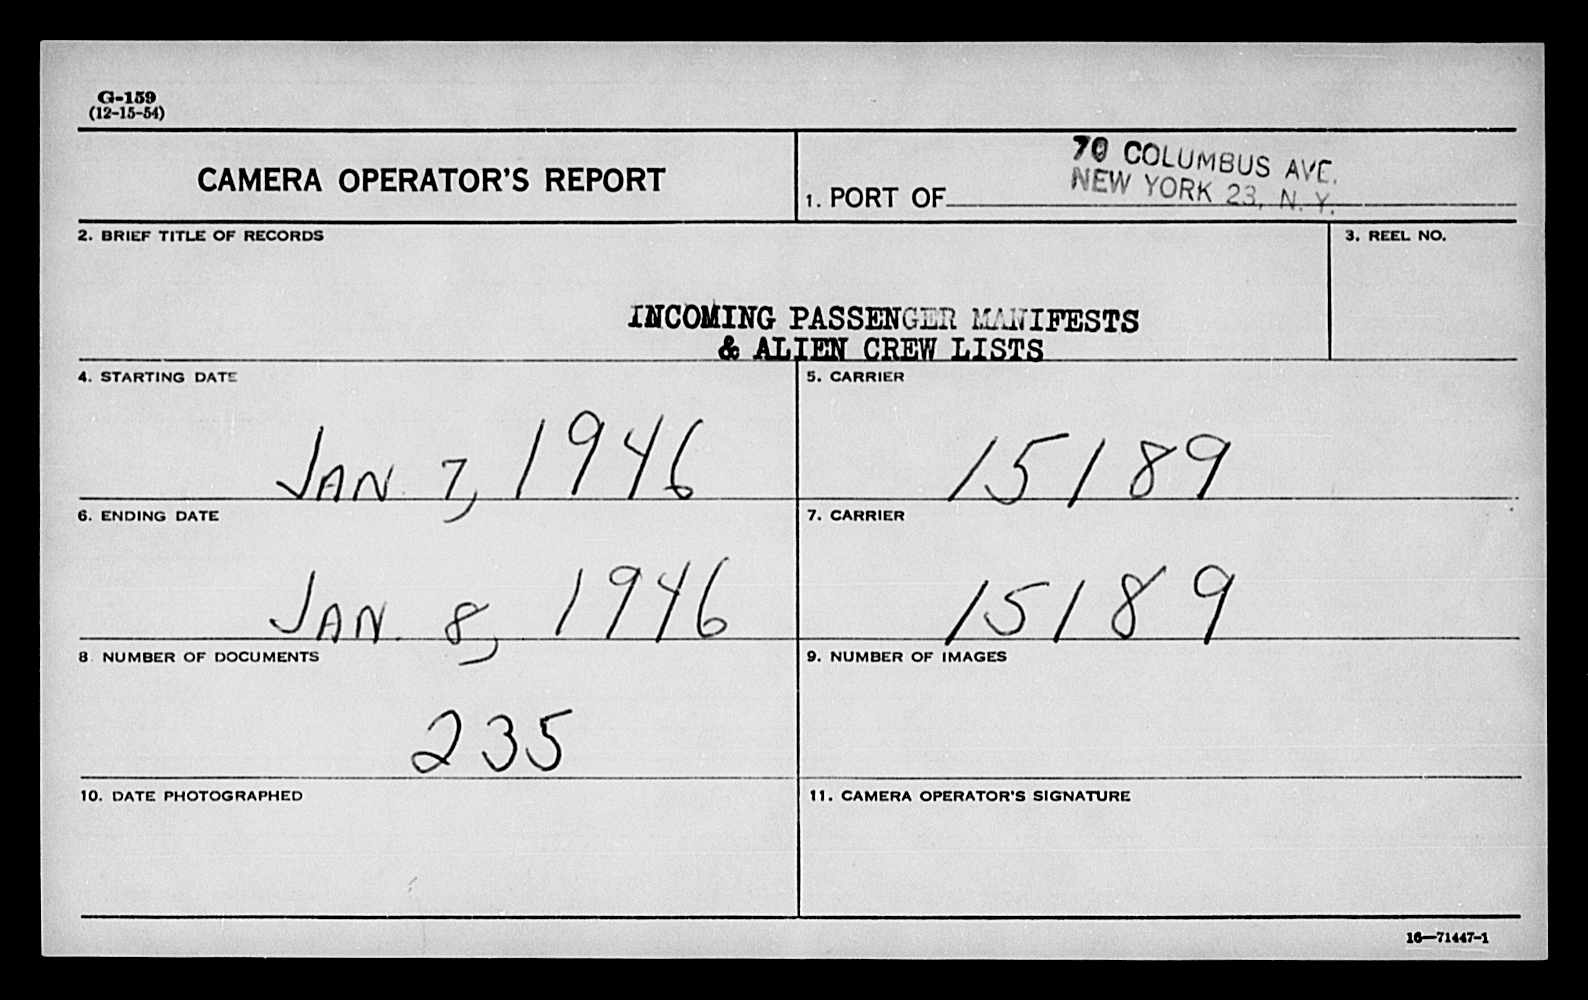 G-159
(12-15-54)
CAMERA OPERATOR'S REPORT
1. PORT OF
70 COLUMBUS AVE.
NEW YORK 23, N. Y.
2. BRIEF TITLE OF RECORDS
3. REEL NO.
INCOMING PASSENGER MANIFESTS
& ALIEN CREW LISTS
4. STARTING DATE
5. CARRIER
JAN 7, 1946
15189
6. ENDING DATE
7. CARRIER
JAN. 8, 1946
15189
8. NUMBER OF DOCUMENTS
9. NUMBER OF IMAGES
235
10. DATE PHOTOGRAPHED
11. CAMERA OPERATOR'S SIGNATURE
16—71447-1